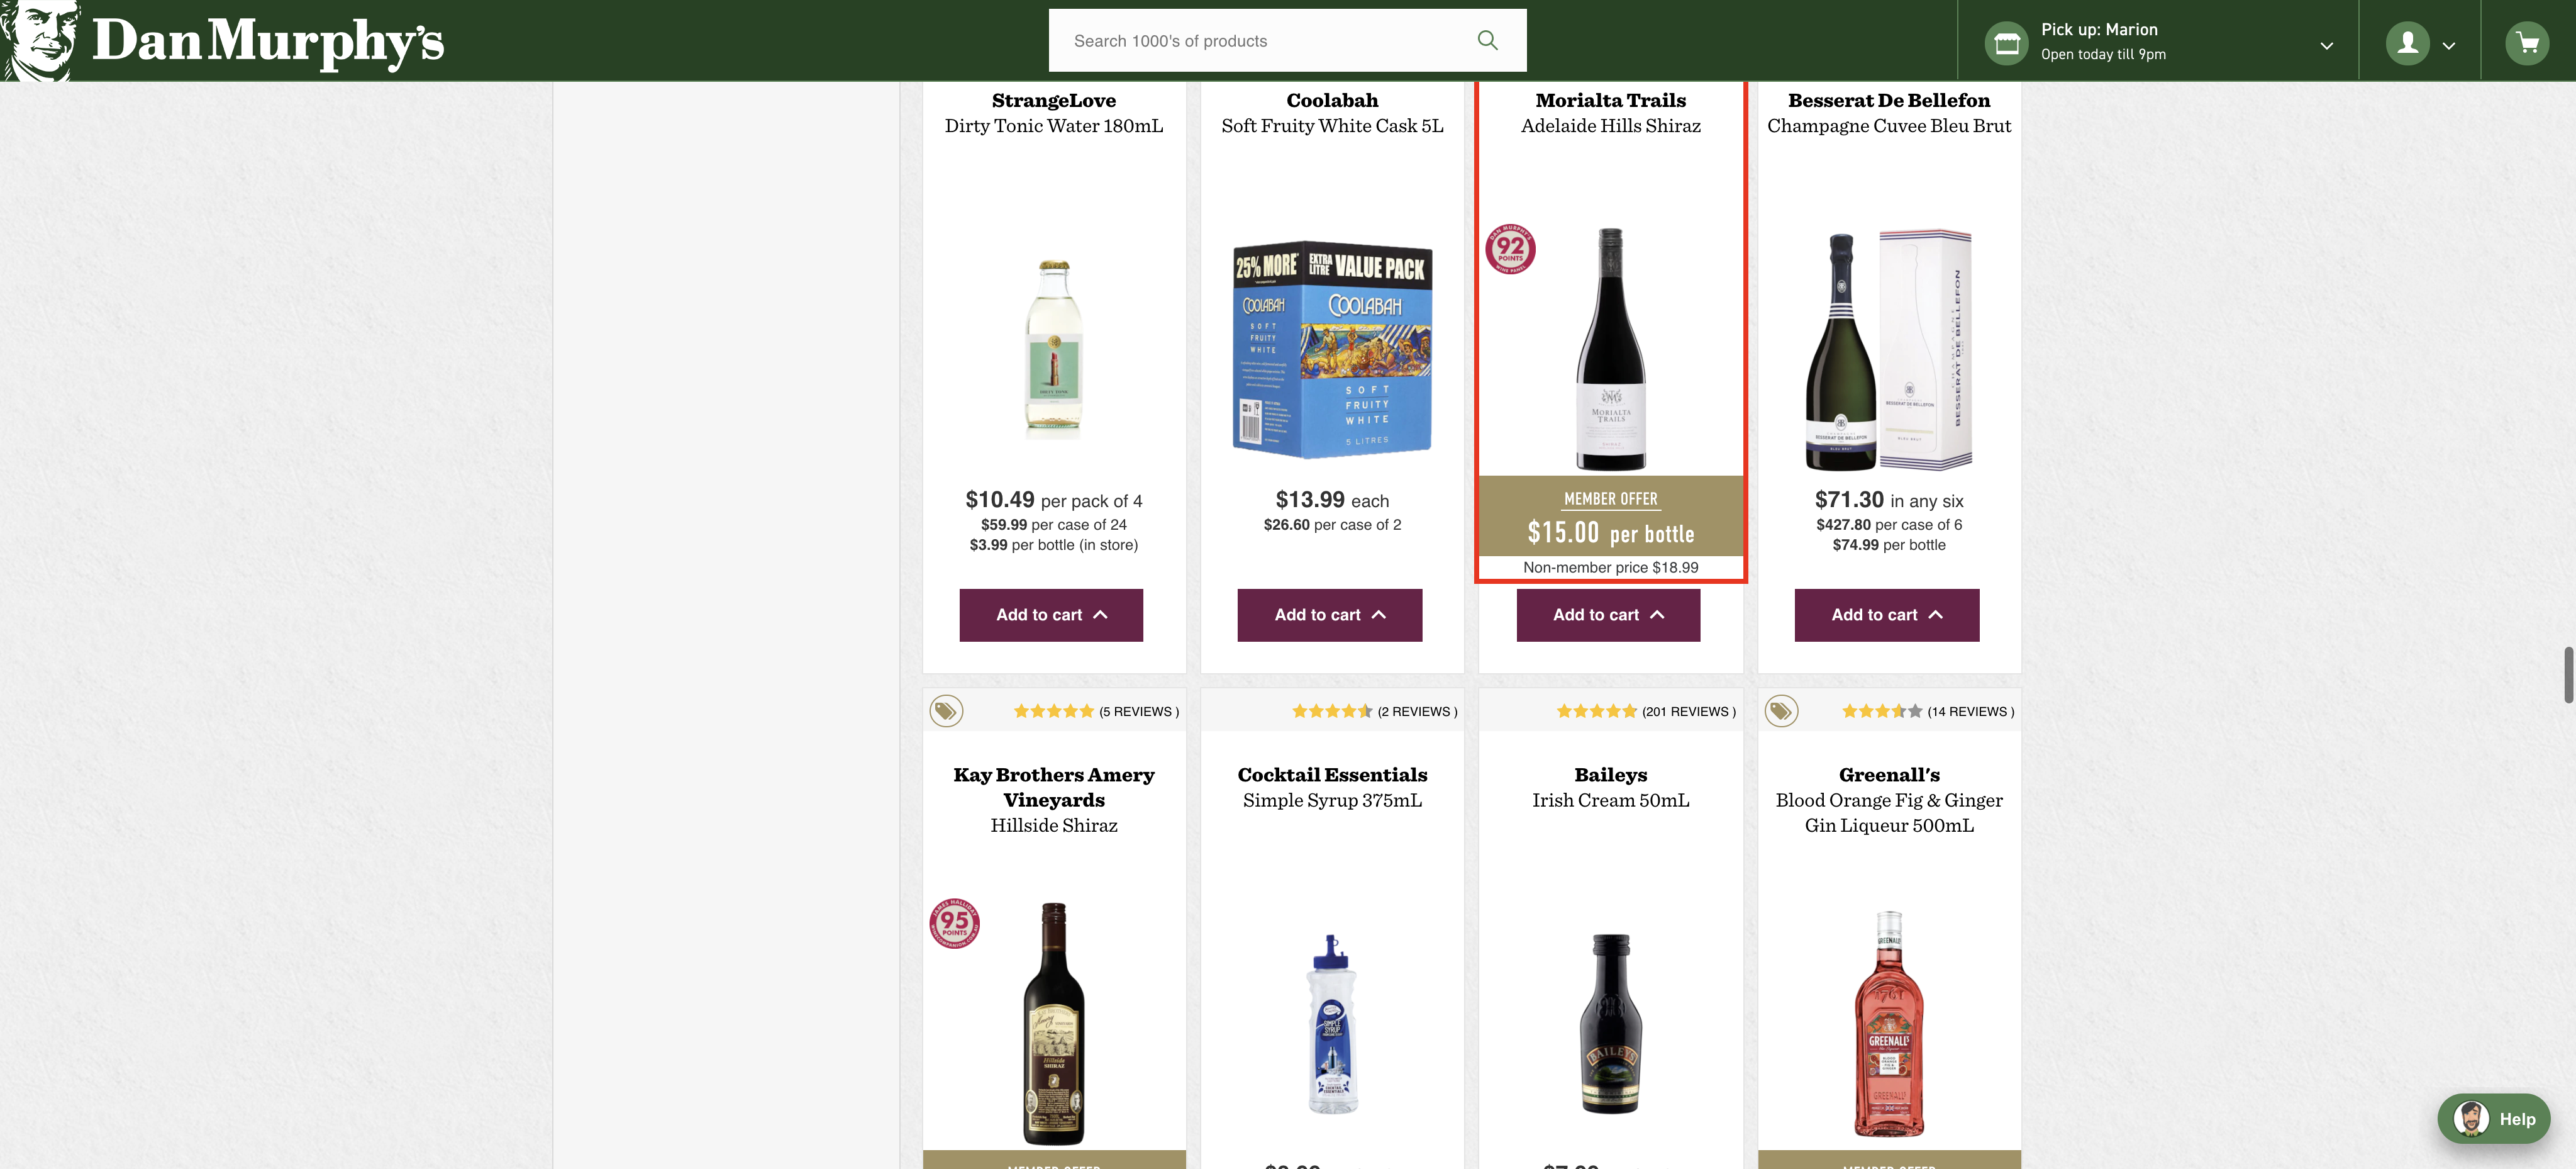 Dan Murphy's
Search 1000's of products
Pick up: Marion
Open today till 9pm
StrangeLove
Dirty Tonic Water 180mL
$10.49 per pack of 4
$59.99 per case of 24
$3.99 per bottle (in store)
Add to cart
Coolabah
Soft Fruity White Cask 5L
25% MORE
EXTRA LITRE VALUE PACK
COOLABAH
SOFT
FRUITY
WHITE
COOLABAH
SOFT
FRUITY
WHITE
5 LITRES
$13.99 each
$26.60 per case of 2
Add to cart
Morialta Trails
Adelaide Hills Shiraz
92
POINTS
MORIALTA
TRAILS
MEMBER OFFER
$15.00 per bottle
Non-member price $18.99
Add to cart
Besserat De Bellefon
Champagne Cuvee Bleu Brut
BESSERAT DE BELLEFON
BESSERAT DE BELLEFON
$71.30 in any six
$427.80 per case of 6
$74.99 per bottle
Add to cart
(5 REVIEWS )
Kay Brothers Amery
Vineyards
Hillside Shiraz
95
POINTS
Hillside
SHIRAZ
(2 REVIEWS )
Cocktail Essentials
Simple Syrup 375mL
SIMPLE
SYRUP
(201 REVIEWS )
Baileys
Irish Cream 50mL
BAILEYS
(14 REVIEWS )
Greenall's
Blood Orange Fig & Ginger
Gin Liqueur 500mL
GREENALL'S
1761
GREENALL'S
Help